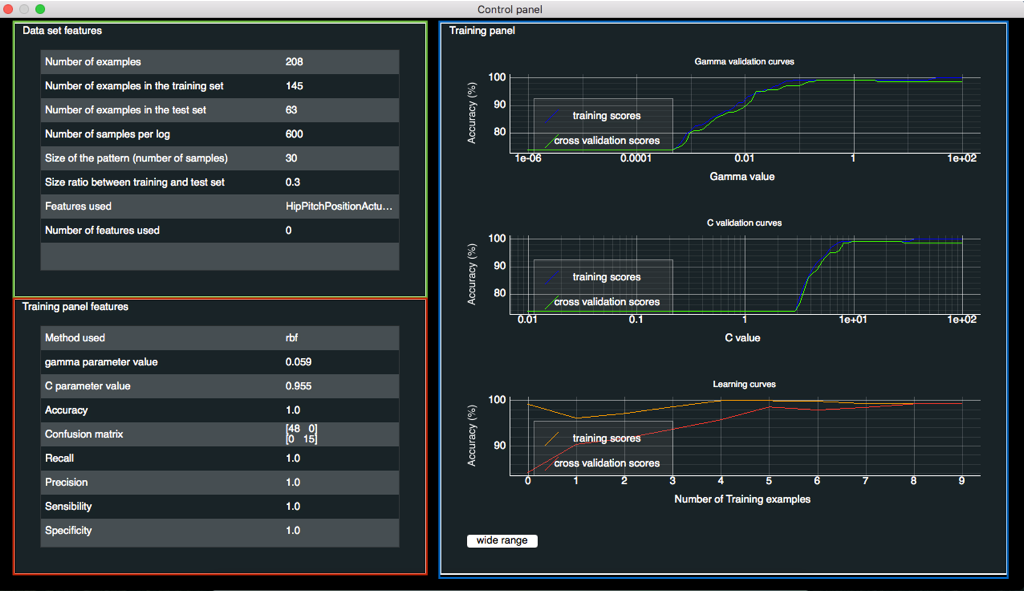 Control panel
Data set features
Number of examples 208
Number of examples in the training set 145
Number of examples in the test set 63
Number of samples per log 600
Size of the pattern (number of samples) 30
Size ratio between training and test set 0.3
Features used HipPitchPositionActu...
Number of features used 0
Training panel features
Method used rbf
gamma parameter value 0.059
C parameter value 0.955
Accuracy 1.0
Confusion matrix [48 0]
[0 15]
Recall 1.0
Precision 1.0
Sensibility 1.0
Specificity 1.0
Training panel
Gamma validation curves
Accuracy (%)
100
90
80
training scores
cross validation scores
1e-06 0.0001 0.01 1 1e+02
Gamma value
C validation curves
Accuracy (%)
100
90
80
training scores
cross validation scores
0.01 0.1 1 1e+01 1e+02
C value
Learning curves
Accuracy (%)
100
90
training scores
cross validation scores
0 1 2 3 4 5 6 7 8 9
Number of Training examples
wide range